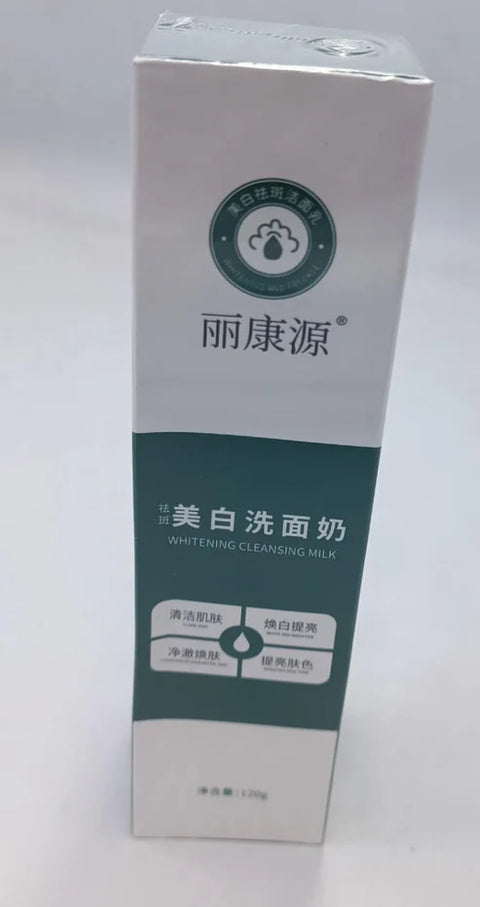 美白祛斑洁面乳
WHITENING AND FRECKLE
丽康源®
祛斑
美白洗面奶
WHITENING CLEANSING MILK
清洁肌肤
焕白提亮
净澈焕肤
提亮肤色
净含量:120g